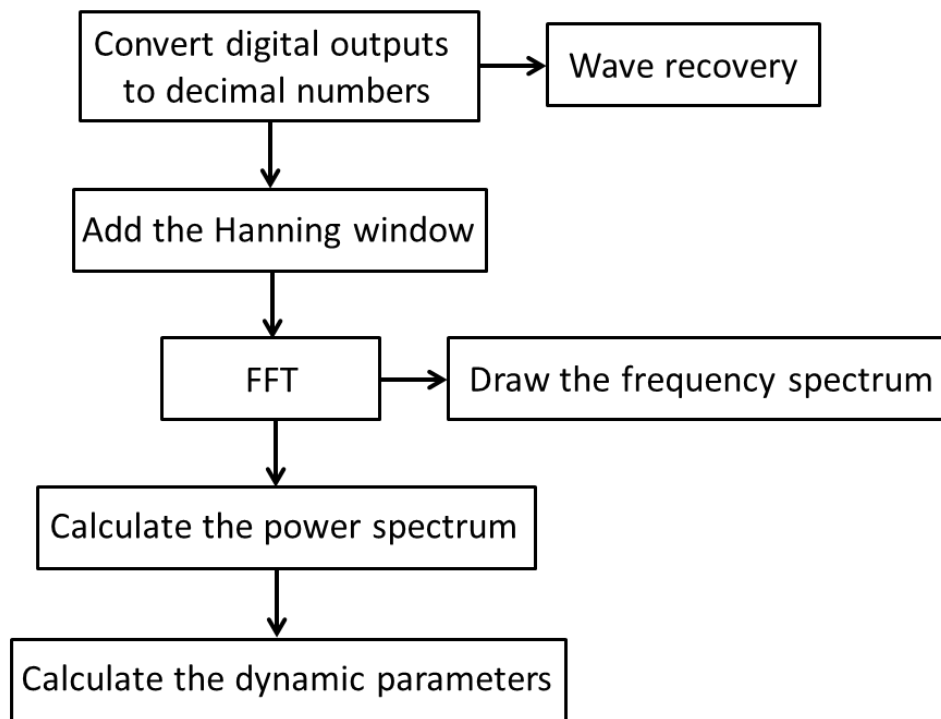 Convert digital outputs
to decimal numbers
Wave recovery
Add the Hanning window
FFT
Draw the frequency spectrum
Calculate the power spectrum
Calculate the dynamic parameters